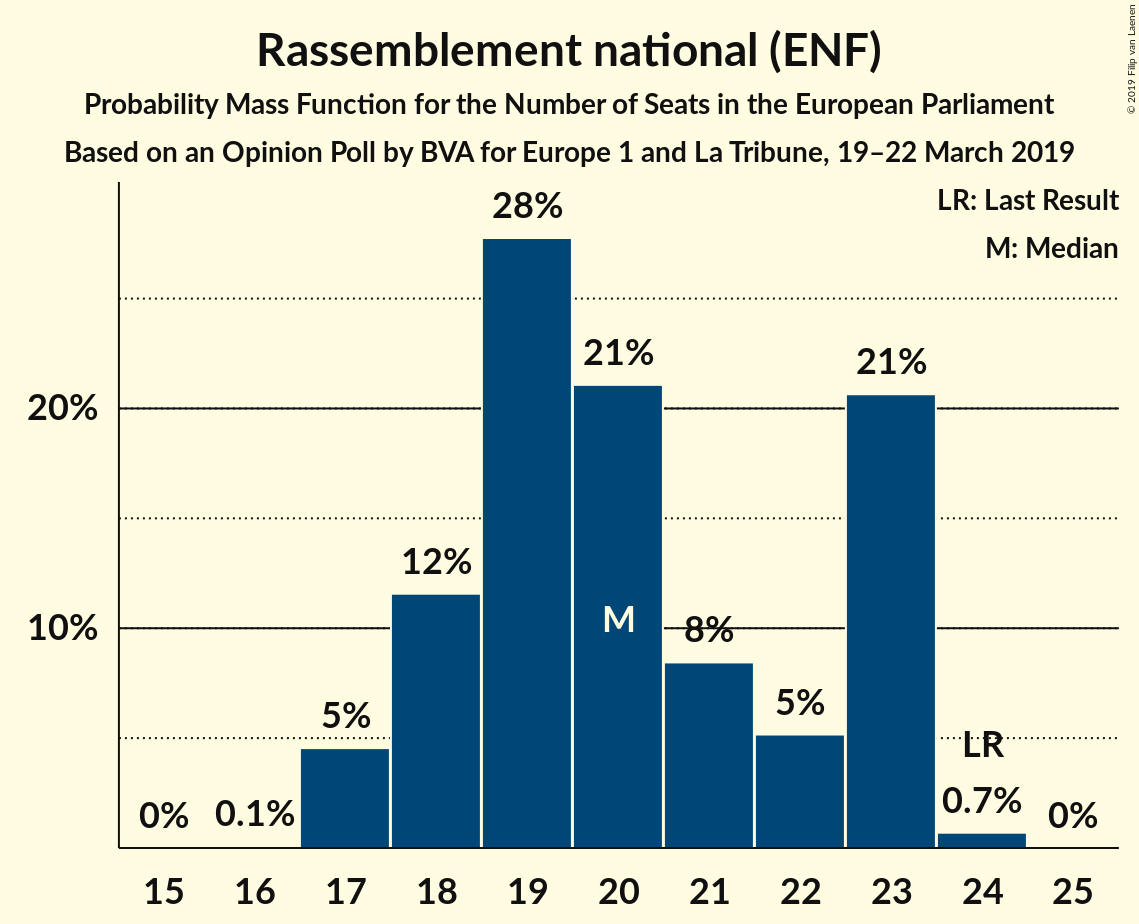 Rassemblement national (ENF)
Probability Mass Function for the Number of Seats in the European Parliament
Based on an Opinion Poll by BVA for Europe 1 and La Tribune, 19–22 March 2019
© 2019 Filip van Laenen
LR: Last Result
M: Median
28%
21%
21%
20%
12%
M
10%
8%
5%
5%
LR
0%
0.1%
0.7%
0%
15 16 17 18 19 20 21 22 23 24 25